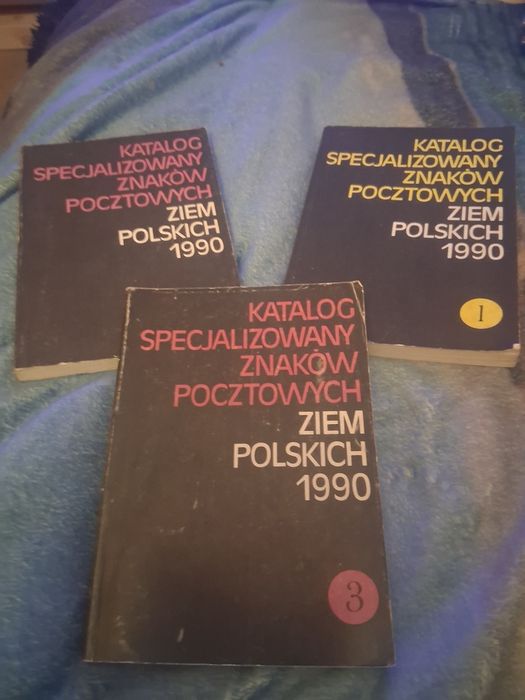 KATALOG
SPECJALIZOWANY
ZNAKÓW
POCZTOWYCH
ZIEM
POLSKICH
1990
KATALOG
SPECJALIZOWANY
ZNAKÓW
POCZTOWYCH
ZIEM
POLSKICH
1990
1
KATALOG
SPECJALIZOWANY
ZNAKÓW
POCZTOWYCH
ZIEM
POLSKICH
1990
3